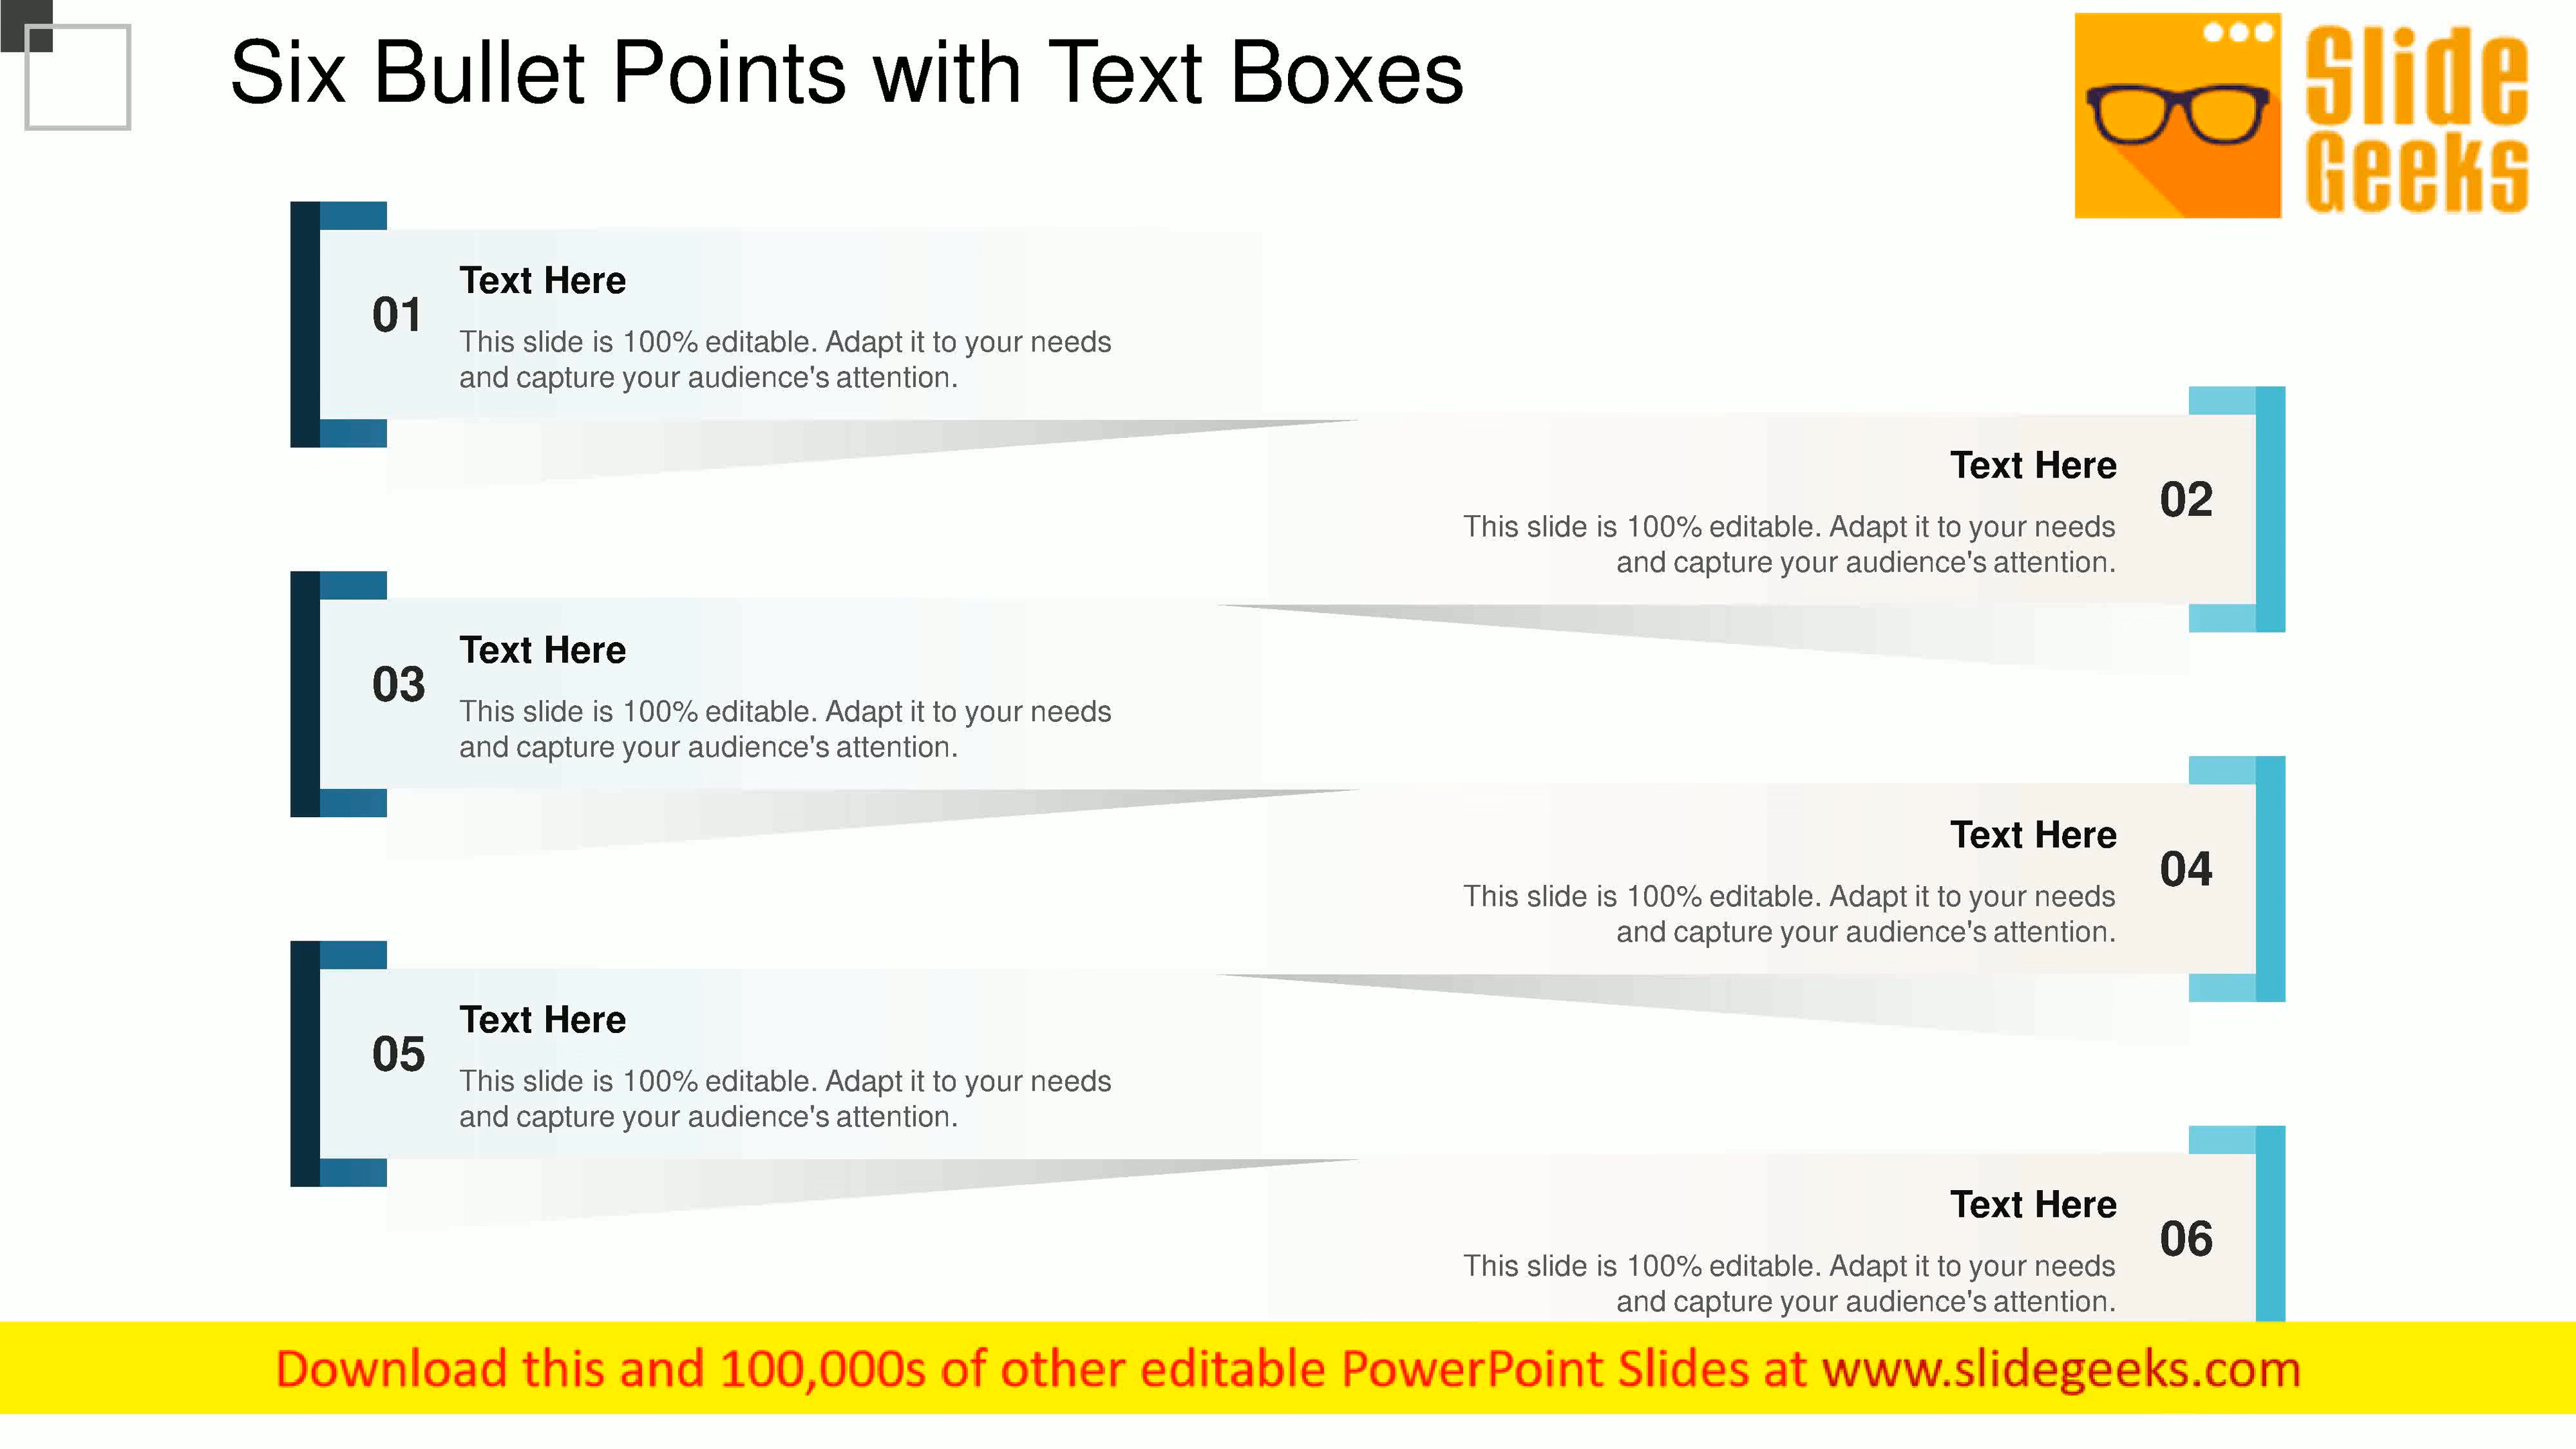 Six Bullet Points with Text Boxes
Slide
Geeks
01
Text Here
This slide is 100% editable. Adapt it to your needs
and capture your audience's attention.
Text Here
02
This slide is 100% editable. Adapt it to your needs
and capture your audience's attention.
Text Here
03
This slide is 100% editable. Adapt it to your needs
and capture your audience's attention.
Text Here
04
This slide is 100% editable. Adapt it to your needs
and capture your audience's attention.
Text Here
05
This slide is 100% editable. Adapt it to your needs
and capture your audience's attention.
Text Here
06
This slide is 100% editable. Adapt it to your needs
and capture your audience's attention.
Download this and 100,000s of other editable PowerPoint Slides at www.slidegeeks.com